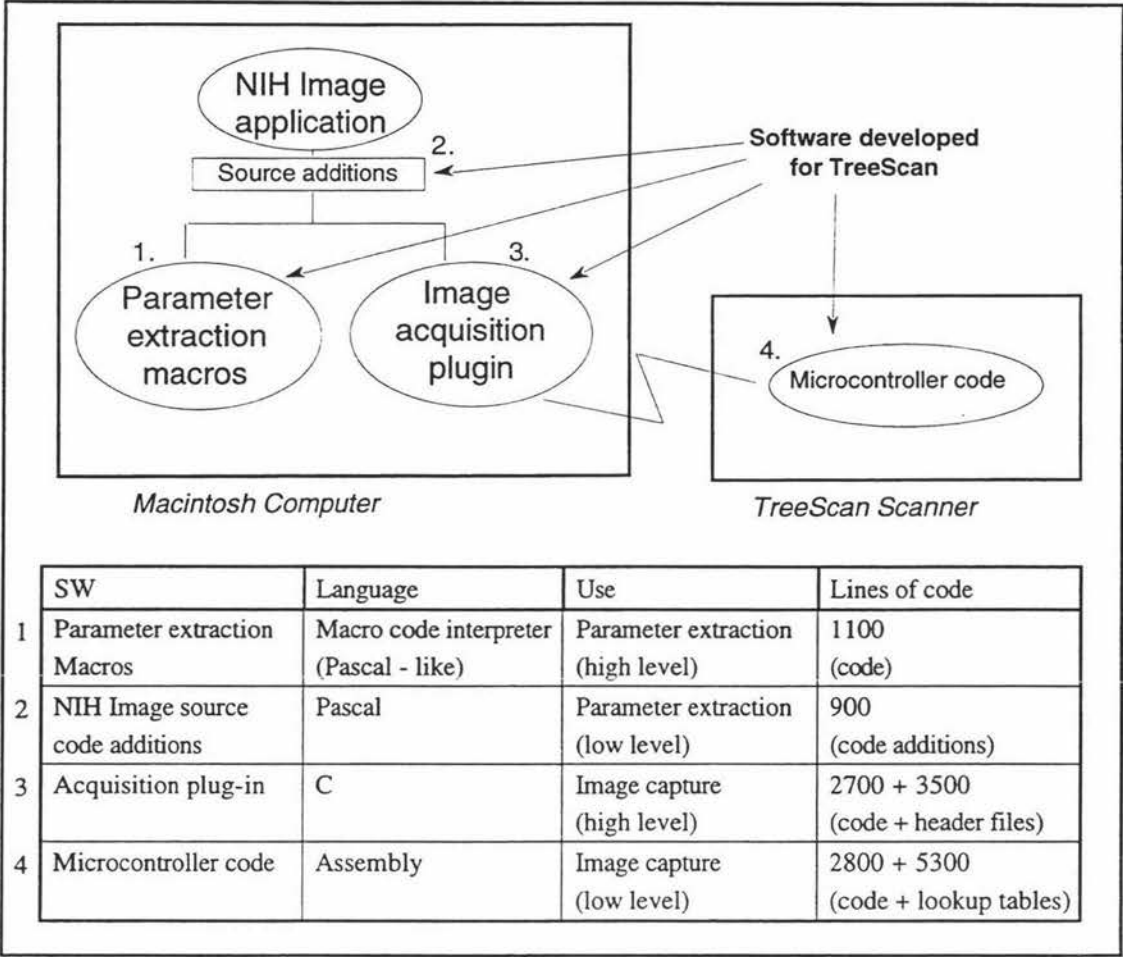 NIH Image
application
2.
Source additions
Software developed
for TreeScan
1.
3.
Parameter
extraction
macros
Image
acquisition
plugin
4.
Microcontroller code
Macintosh Computer
TreeScan Scanner
SW Language Use Lines of code
1 Parameter extraction Macro code interpreter Parameter extraction 1100
Macros (Pascal - like) (high level) (code)
2 NIH Image source Pascal Parameter extraction 900
code additions (low level) (code additions)
3 Acquisition plug-in C Image capture 2700 + 3500
(high level) (code + header files)
4 Microcontroller code Assembly Image capture 2800 + 5300
(low level) (code + lookup tables)